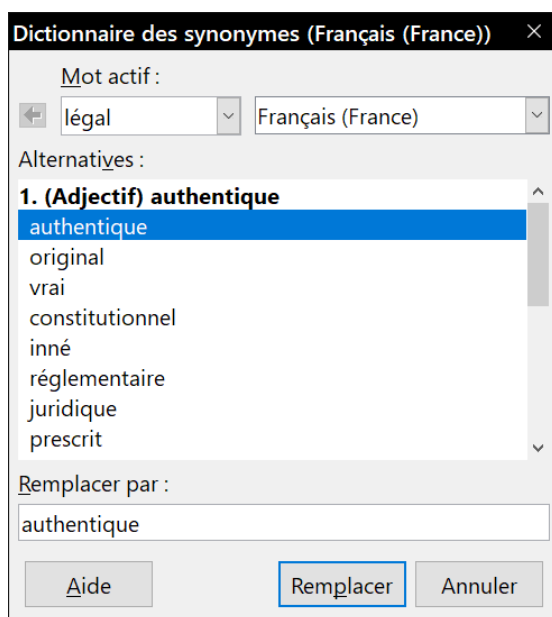 Dictionnaire des synonymes (Français (France))
Mot actif :
légal Français (France)
Alternatives :
1. (Adjectif) authentique
authentique
original
vrai
constitutionnel
inné
réglementaire
juridique
prescrit
Remplacer par :
authentique
Aide Remplacer Annuler